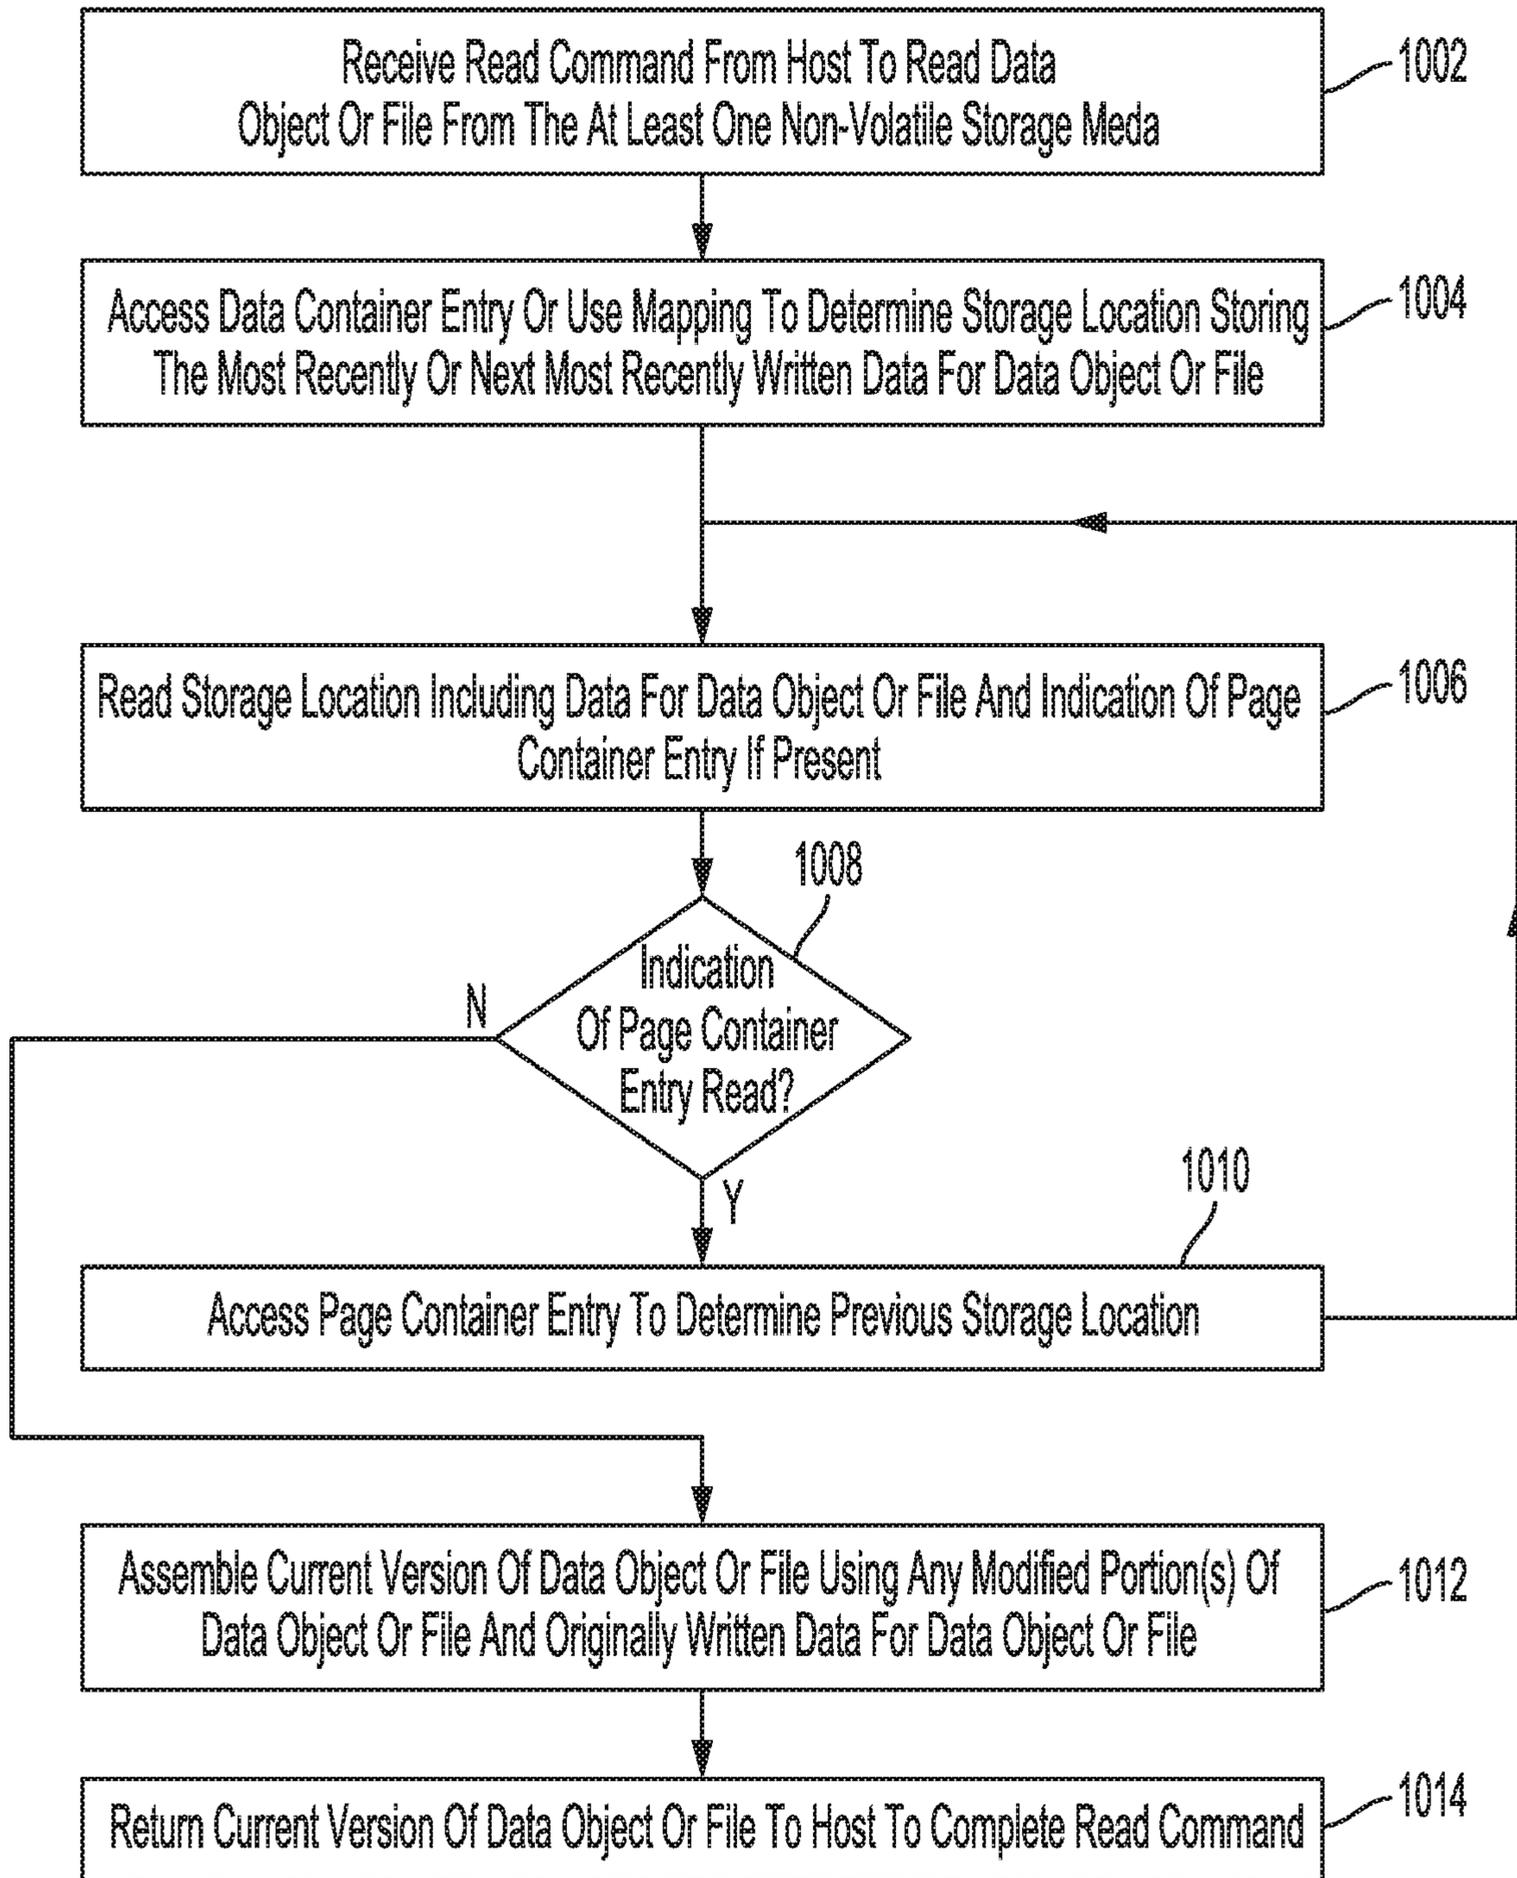 Receive Read Command From Host To Read Data
Object Or File From The At Least One Non-Volatile Storage Meda
1002
Access Data Container Entry Or Use Mapping To Determine Storage Location Storing
The Most Recently Or Next Most Recently Written Data For Data Object Or File
1004
Read Storage Location Including Data For Data Object Or File And Indication Of Page
Container Entry If Present
1006
1008
Indication
Of Page Container
Entry Read?
N
Y
1010
Access Page Container Entry To Determine Previous Storage Location
Assemble Current Version Of Data Object Or File Using Any Modified Portion(s) Of
Data Object Or File And Originally Written Data For Data Object Or File
1012
Return Current Version Of Data Object Or File To Host To Complete Read Command
1014